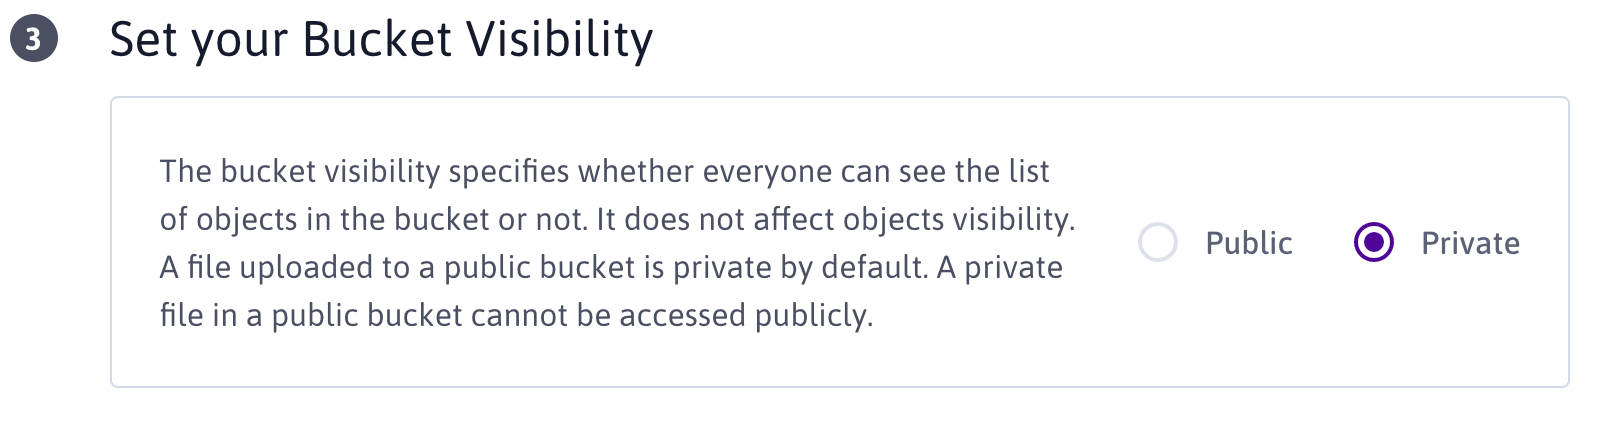 3
Set your Bucket Visibility
The bucket visibility specifies whether everyone can see the list
of objects in the bucket or not. It does not affect objects visibility.
A file uploaded to a public bucket is private by default. A private
file in a public bucket cannot be accessed publicly.
Public
Private